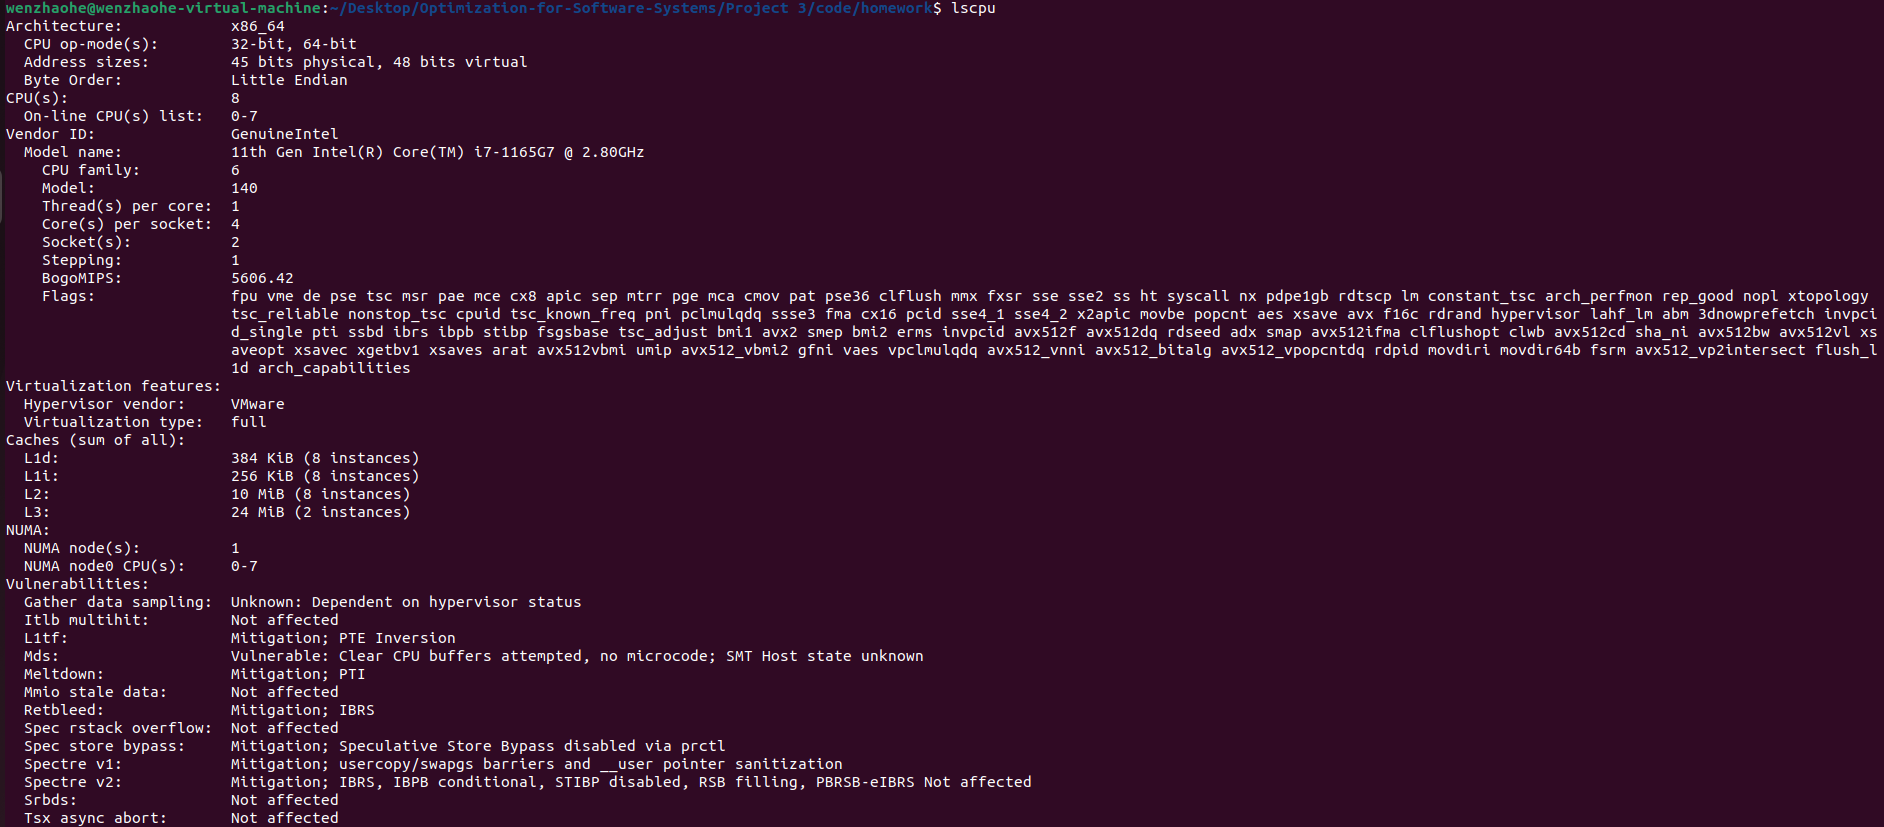 wenzhaohe@wenzhaohe-virtual-machine:~/Desktop/Optimization-for-Software-Systems/Project 3/code/homework$ lscpu
Architecture: x86_64
CPU op-mode(s): 32-bit, 64-bit
Address sizes: 45 bits physical, 48 bits virtual
Byte Order: Little Endian
CPU(s): 8
On-line CPU(s) list: 0-7
Vendor ID: GenuineIntel
Model name: 11th Gen Intel(R) Core(TM) i7-1165G7 @ 2.80GHz
CPU family: 6
Model: 140
Thread(s) per core: 1
Core(s) per socket: 4
Socket(s): 2
Stepping: 1
BogoMIPS: 5606.42
Flags: fpu vme de pse tsc msr pae mce cx8 apic sep mtrr pge mca cmov pat pse36 clflush mmx fxsr sse sse2 ss ht syscall nx pdpe1gb rdtscp lm constant_tsc arch_perfmon rep_good nopl xtopology
tsc_reliable nonstop_tsc cpuid tsc_known_freq pni pclmulqdq ssse3 fma cx16 pcid sse4_1 sse4_2 x2apic movbe popcnt aes xsave avx f16c rdrand hypervisor lahf_lm abm 3dnowprefetch invpci
d_single pti ssbd ibrs ibpb stibp fsgsbase tsc_adjust bmi1 avx2 smep bmi2 erms invpcid avx512f avx512dq rdseed adx smap avx512ifma clflushopt clwb avx512cd sha_ni avx512bw avx512vl xs
aveopt xsavec xgetbv1 xsaves arat avx512vbmi umip avx512_vbmi2 gfni vaes vpclmulqdq avx512_vnni avx512_bitalg avx512_vpopcntdq rdpid movdiri movdir64b fsrm avx512_vp2intersect flush_l
1d arch_capabilities
Virtualization features:
Hypervisor vendor: VMware
Virtualization type: full
Caches (sum of all):
L1d: 384 KiB (8 instances)
L1i: 256 KiB (8 instances)
L2: 10 MiB (8 instances)
L3: 24 MiB (2 instances)
NUMA:
NUMA node(s): 1
NUMA node0 CPU(s): 0-7
Vulnerabilities:
Gather data sampling: Unknown: Dependent on hypervisor status
Itlb multihit: Not affected
L1tf: Mitigation; PTE Inversion
Mds: Vulnerable: Clear CPU buffers attempted, no microcode; SMT Host state unknown
Meltdown: Mitigation; PTI
Mmio stale data: Not affected
Retbleed: Mitigation; IBRS
Spec rstack overflow: Not affected
Spec store bypass: Mitigation; Speculative Store Bypass disabled via prctl
Spectre v1: Mitigation; usercopy/swapgs barriers and __user pointer sanitization
Spectre v2: Mitigation; IBRS, IBPB conditional, STIBP disabled, RSB filling, PBRSB-eIBRS Not affected
Srbds: Not affected
Tsx async abort: Not affected